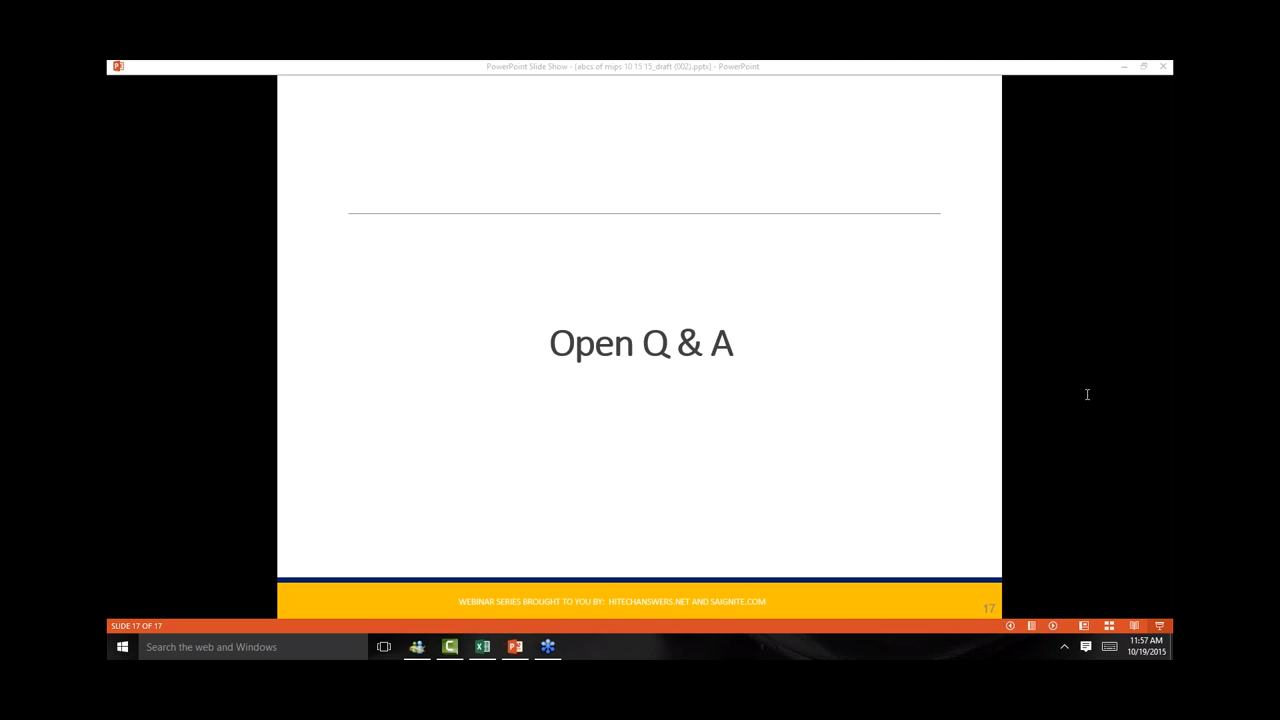 PowerPoint Slide Show - [abcs of mips 10 15 15_draft (002).pptx] - PowerPoint
Open Q & A
WEBINAR SERIES BROUGHT TO YOU BY: HITECHANSWERS.NET AND SAIGNITE.COM
17
SLIDE 17 OF 17
Search the web and Windows
11:57 AM
10/19/2015